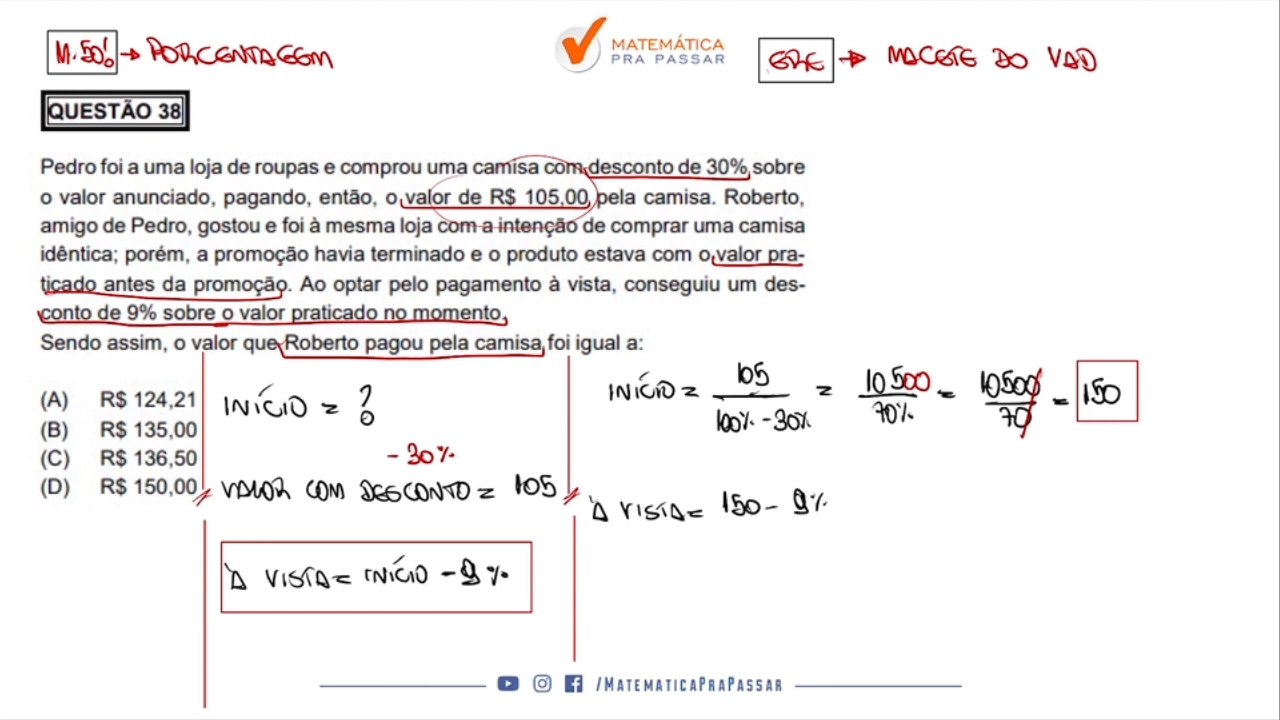 M.50% → PORCENTAGEM
MATEMÁTICA
PRA PASSAR
→ MACETE DO VAD
QUESTÃO 38
Pedro foi a uma loja de roupas e comprou uma camisa com desconto de 30% sobre
o valor anunciado, pagando, então, o valor de R$ 105,00 pela camisa. Roberto,
amigo de Pedro, gostou e foi à mesma loja com a intenção de comprar uma camisa
idêntica; porém, a promoção havia terminado e o produto estava com o valor pra-
ticado antes da promoção. Ao optar pelo pagamento à vista, conseguiu um des-
conto de 9% sobre o valor praticado no momento.
Sendo assim, o valor que Roberto pagou pela camisa foi igual a:
(A) R$ 124,21
(B) R$ 135,00
(C) R$ 136,50
(D) R$ 150,00
INÍCIO = ?
-30%
VALOR COM DESCONTO = 105
À VISTA = INÍCIO - 9%
INÍCIO = 105 / 100% - 30% = 10500 / 70% = 10500 / 70 = 150
À VISTA = 150 - 9%
/MATEMATICAPRAPASSAR